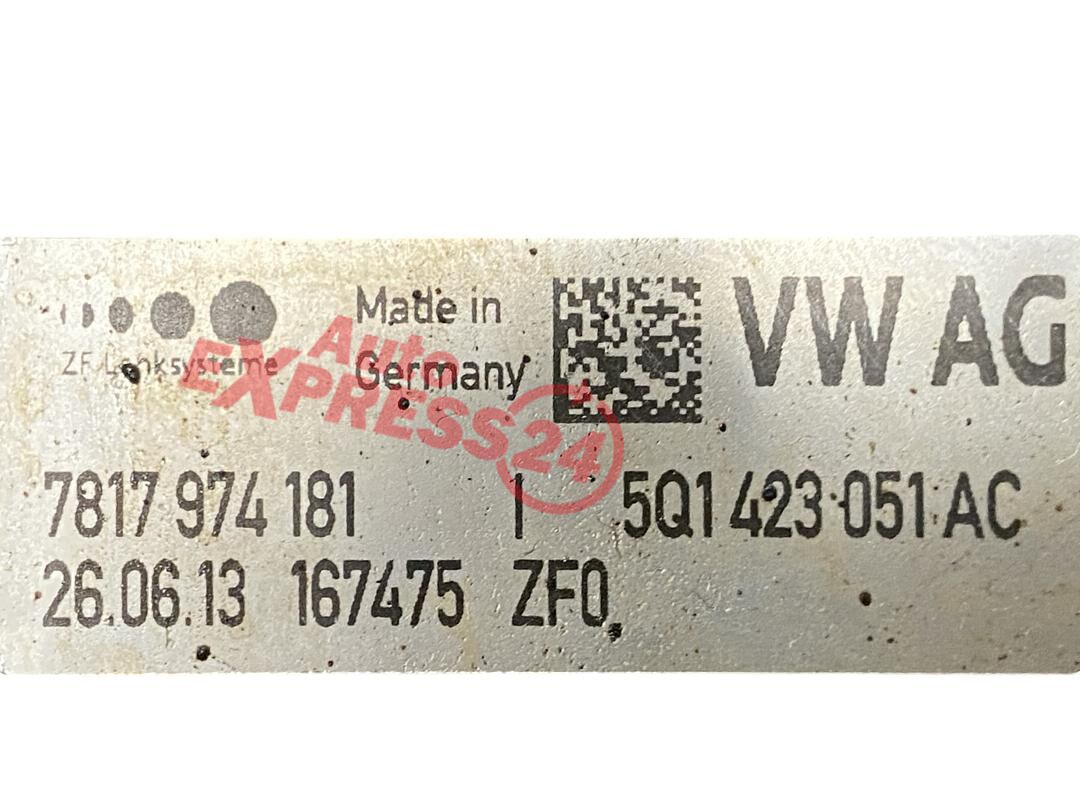 Made in
Germany
VW AG
ZF Lenksysteme
Auto
EXPRESS24
7817 974 181 I 5Q1 423 051 AC
26.06.13 167475 ZF0